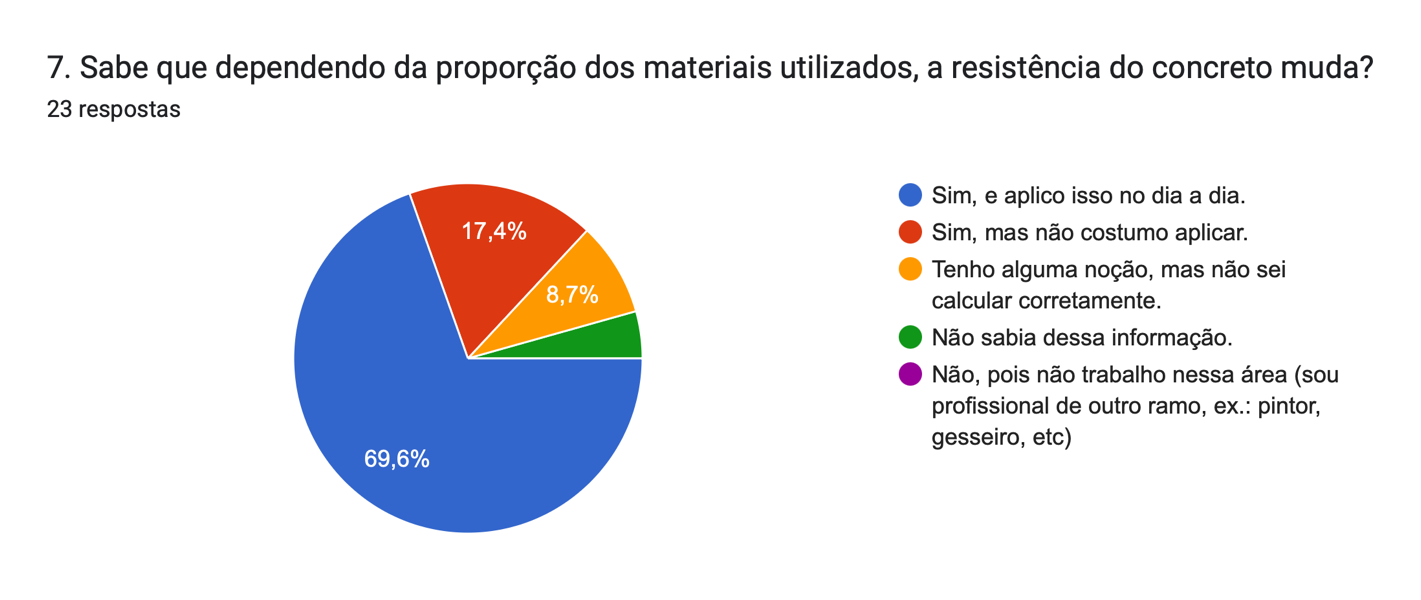 7. Sabe que dependendo da proporção dos materiais utilizados, a resistência do concreto muda?
23 respostas
17,4%
8,7%
69,6%
Sim, e aplico isso no dia a dia.
Sim, mas não costumo aplicar.
Tenho alguma noção, mas não sei
calcular corretamente.
Não sabia dessa informação.
Não, pois não trabalho nessa área (sou
profissional de outro ramo, ex.: pintor,
gesseiro, etc)